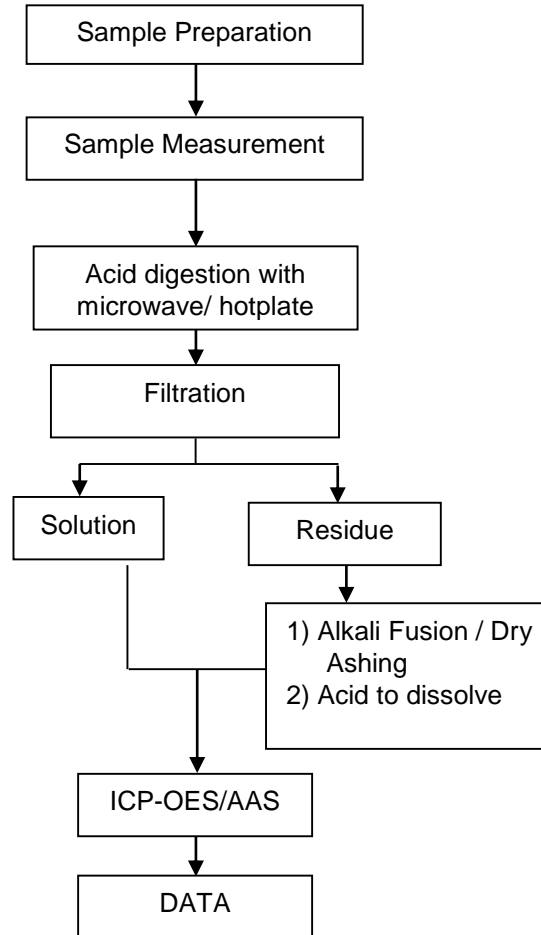 Sample Preparation
Sample Measurement
Acid digestion with
microwave/ hotplate
Filtration
Solution
Residue
1) Alkali Fusion / Dry
Ashing
2) Acid to dissolve
ICP-OES/AAS
DATA